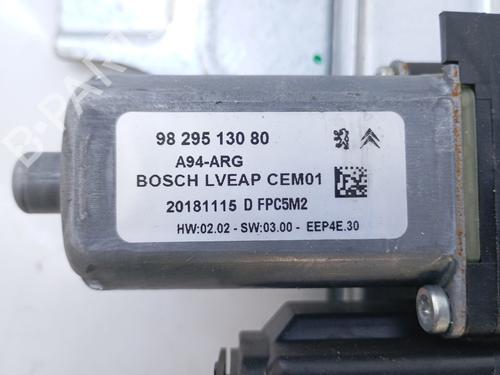 98 295 130 80
A94-ARG
BOSCH LVEAP CEM01
20181115 D FPC5M2
HW:02.02 - SW:03.00 - EEP4E.30
B-PARTS